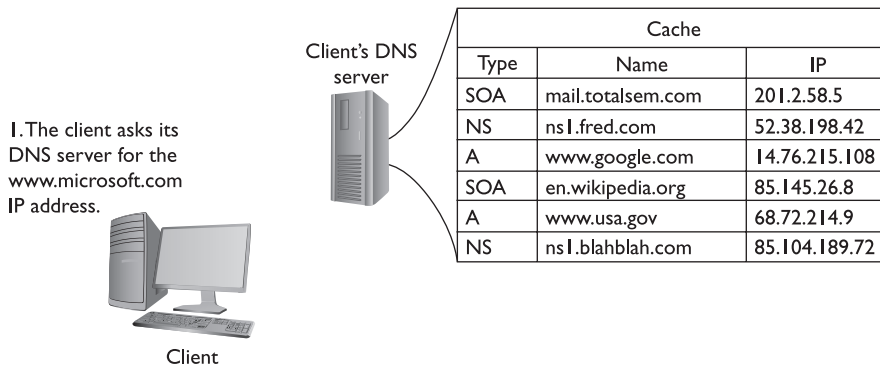 1. The client asks its
DNS server for the
www.microsoft.com
IP address.
Client
Client's DNS
server
Cache
Type Name IP
SOA mail.totalsem.com 201.2.58.5
NS ns1.fred.com 52.38.198.42
A www.google.com 14.76.215.108
SOA en.wikipedia.org 85.145.26.8
A www.usa.gov 68.72.214.9
NS ns1.blahblah.com 85.104.189.72